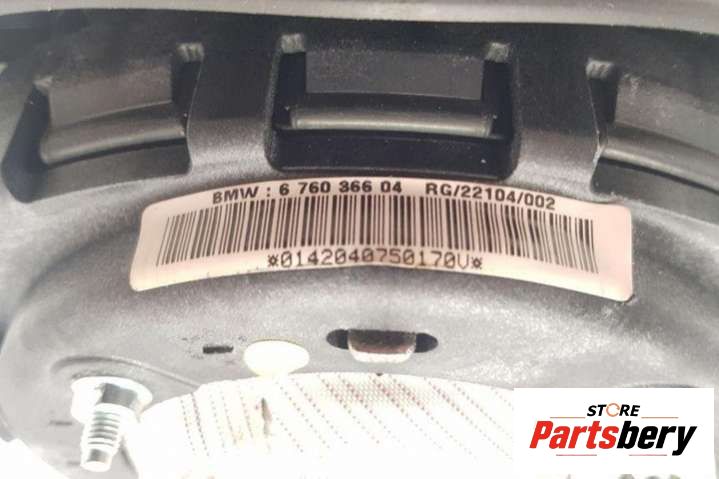 BMW : 6 760 366 04 RG/22104/002
¤0142040750170V¤
STORE
Partsbery